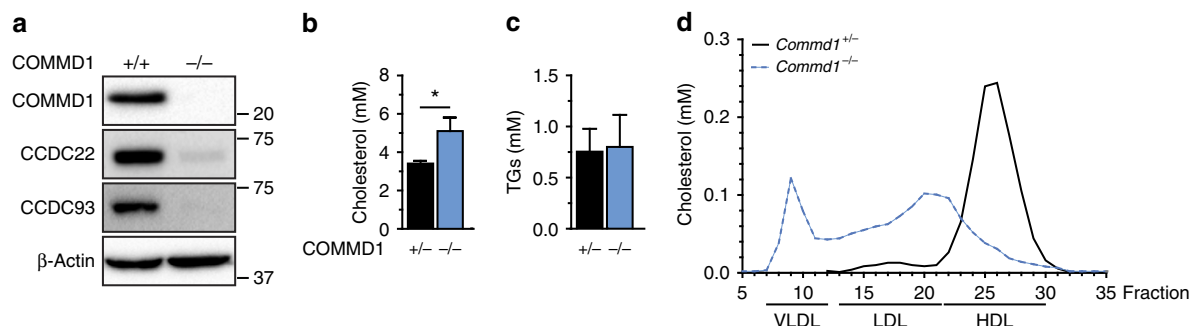 a
COMMD1 +/+ –/–
COMMD1
20
75
CCDC22
75
CCDC93
β-Actin
37
b
Cholesterol (mM)
8
6
4
2
0
*
COMMD1 +/– –/–
c
TGs (mM)
1.5
1.0
0.5
0.0
+/– –/–
d
Commd1+/–
Commd1–/–
Cholesterol (mM)
0.3
0.2
0.1
0.0
5 10 15 20 25 30 35 Fraction
VLDL LDL HDL